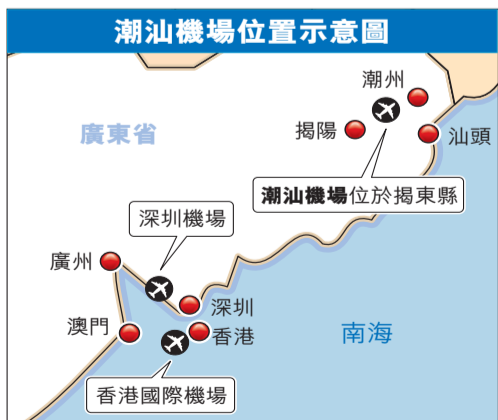 潮汕機場位置示意圖
潮州
揭陽
汕頭
廣東省
潮汕機場位於揭東縣
深圳機場
廣州
深圳
澳門
香港
南海
香港國際機場